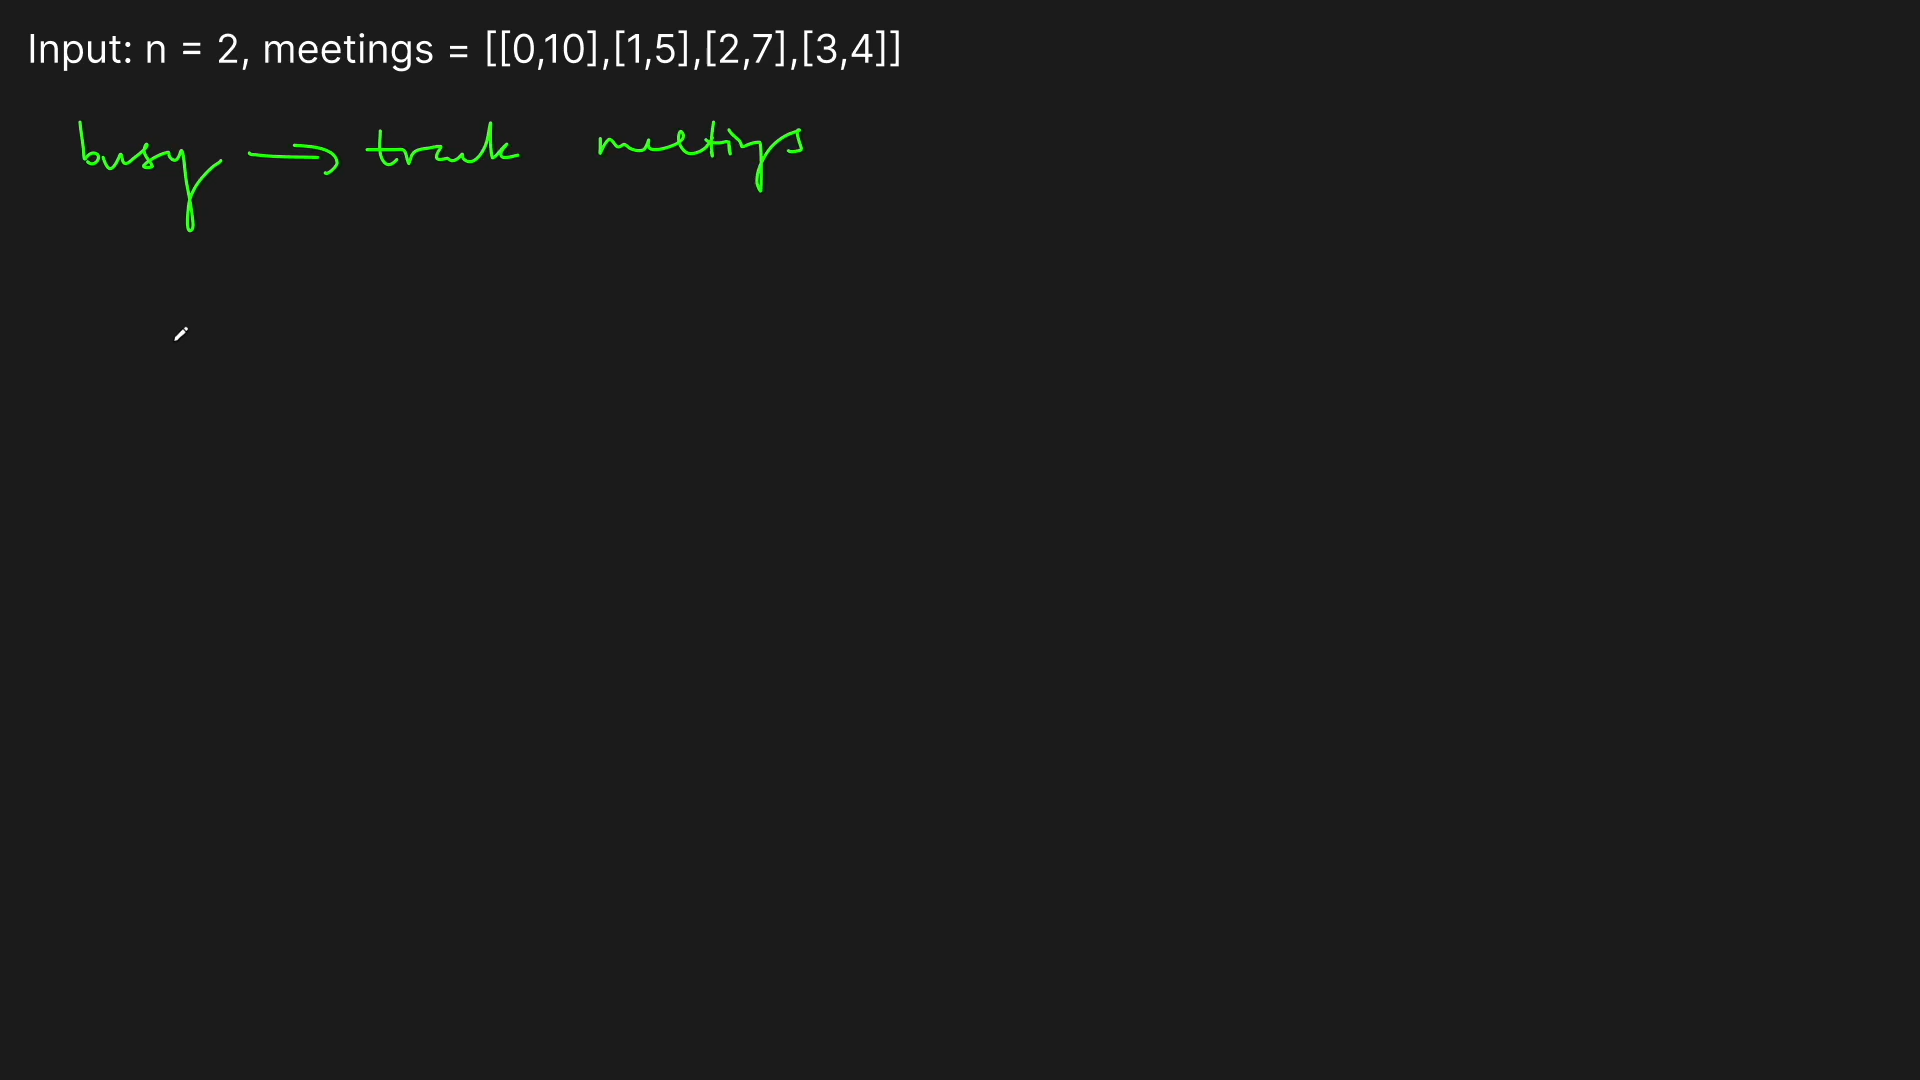 Input: n = 2, meetings = [[0,10],[1,5],[2,7],[3,4]]
busy → track meetings